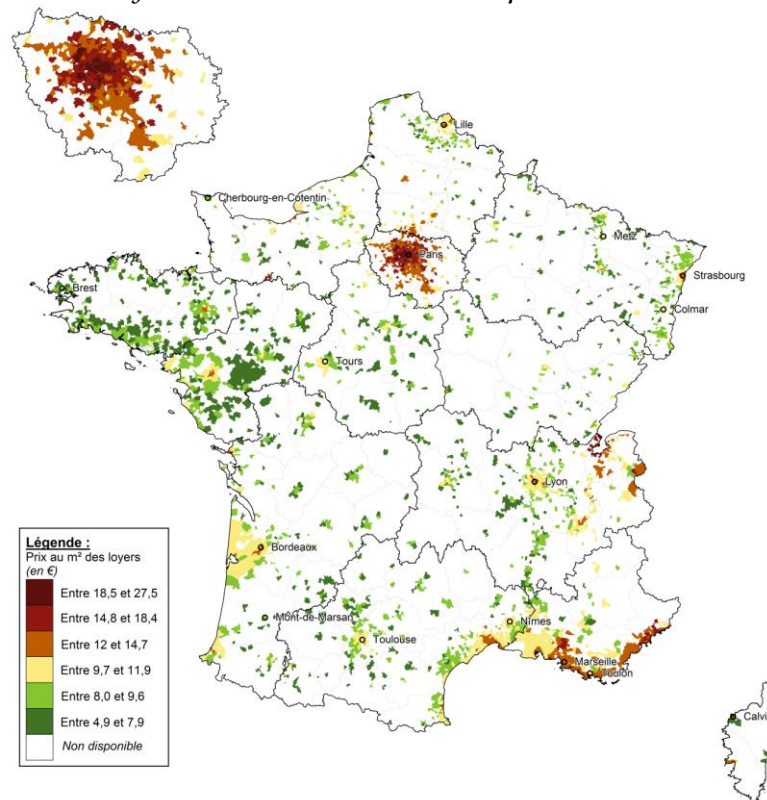 Lille
Cherbourg-en-Cotentin
Metz
Paris
Strasbourg
Brest
Colmar
Tours
Lyon
Légende :
Prix au m² des loyers
(en €)
Bordeaux
Entre 18,5 et 27,5
Entre 14,8 et 18,4
Mont-de-Marsan
Nîmes
Entre 12 et 14,7
Toulouse
Entre 9,7 et 11,9
Marseille
Toulon
Entre 8,0 et 9,6
Entre 4,9 et 7,9
Calvi
Non disponible